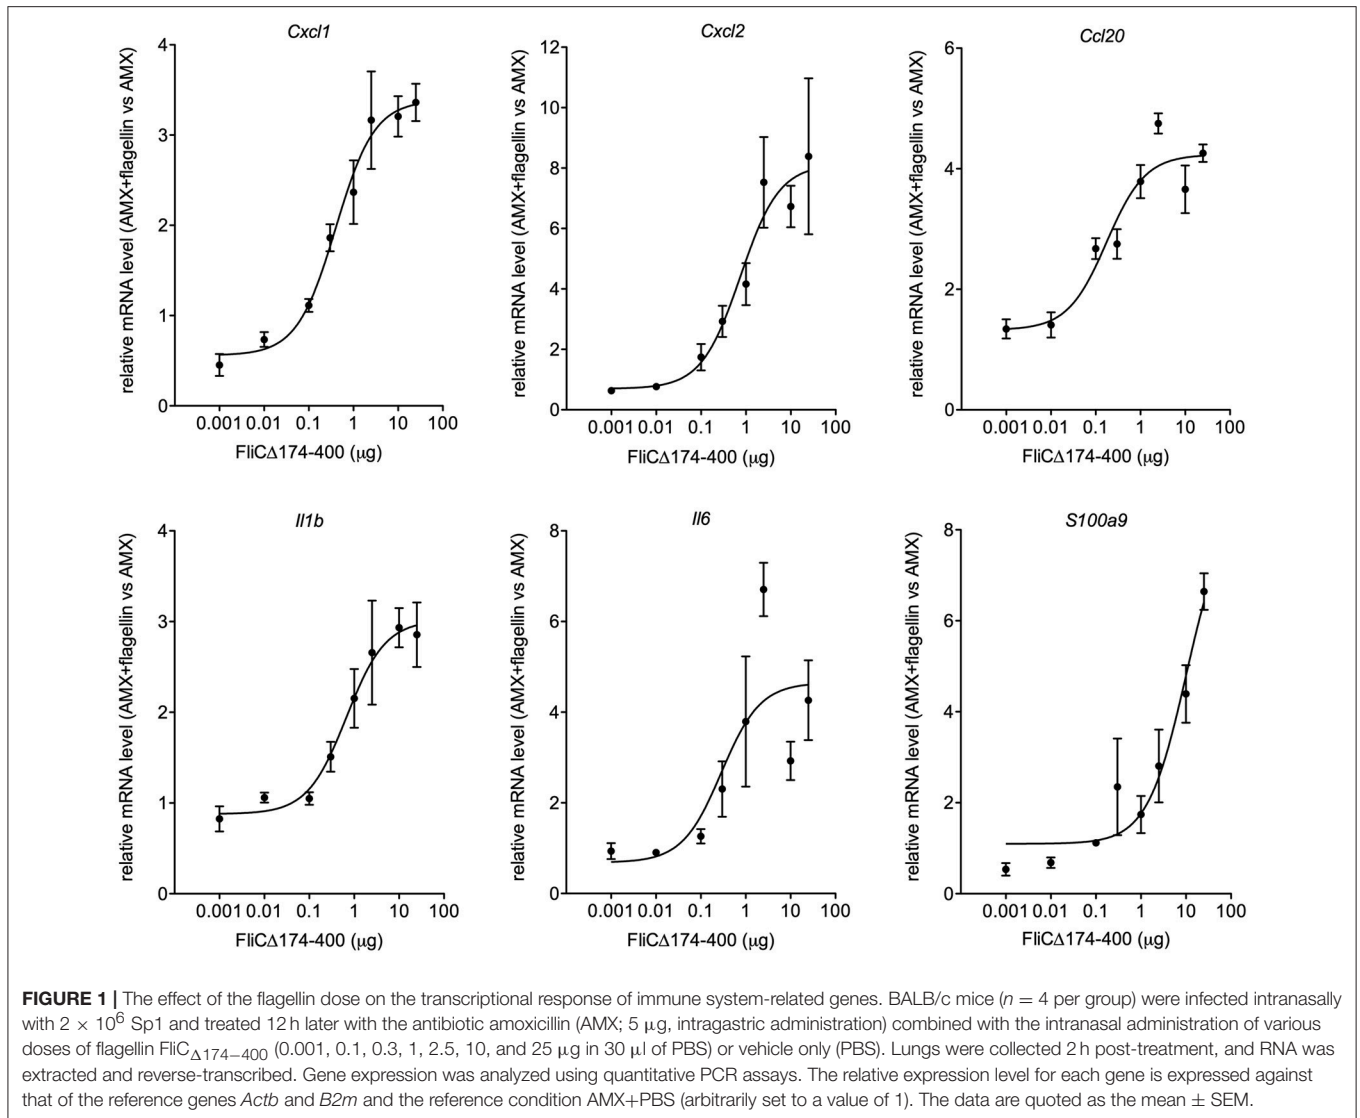 Cxcl1
relative mRNA level (AMX+flagellin vs AMX)
4
3
2
1
0
0.001 0.01 0.1 1 10 100
FliCΔ174-400 (μg)
Cxcl2
relative mRNA level (AMX+flagellin vs AMX)
12
10
8
6
4
2
0
0.001 0.01 0.1 1 10 100
FliCΔ174-400 (μg)
Ccl20
relative mRNA level (AMX+flagellin vs AMX)
6
4
2
0
0.001 0.01 0.1 1 10 100
FliCΔ174-400 (μg)
Il1b
relative mRNA level (AMX+flagellin vs AMX)
4
3
2
1
0
0.001 0.01 0.1 1 10 100
FliCΔ174-400 (μg)
Il6
relative mRNA level (AMX+flagellin vs AMX)
8
6
4
2
0
0.001 0.01 0.1 1 10 100
FliCΔ174-400 (μg)
S100a9
relative mRNA level (AMX+flagellin vs AMX)
8
6
4
2
0
0.001 0.01 0.1 1 10 100
FliCΔ174-400 (μg)
FIGURE 1 | The effect of the flagellin dose on the transcriptional response of immune system-related genes. BALB/c mice (n = 4 per group) were infected intranasally
with 2 × 10⁶ Sp1 and treated 12 h later with the antibiotic amoxicillin (AMX; 5 μg, intragastric administration) combined with the intranasal administration of various
doses of flagellin FliC_Δ174−400 (0.001, 0.1, 0.3, 1, 2.5, 10, and 25 μg in 30 μl of PBS) or vehicle only (PBS). Lungs were collected 2 h post-treatment, and RNA was
extracted and reverse-transcribed. Gene expression was analyzed using quantitative PCR assays. The relative expression level for each gene is expressed against
that of the reference genes Actb and B2m and the reference condition AMX+PBS (arbitrarily set to a value of 1). The data are quoted as the mean ± SEM.